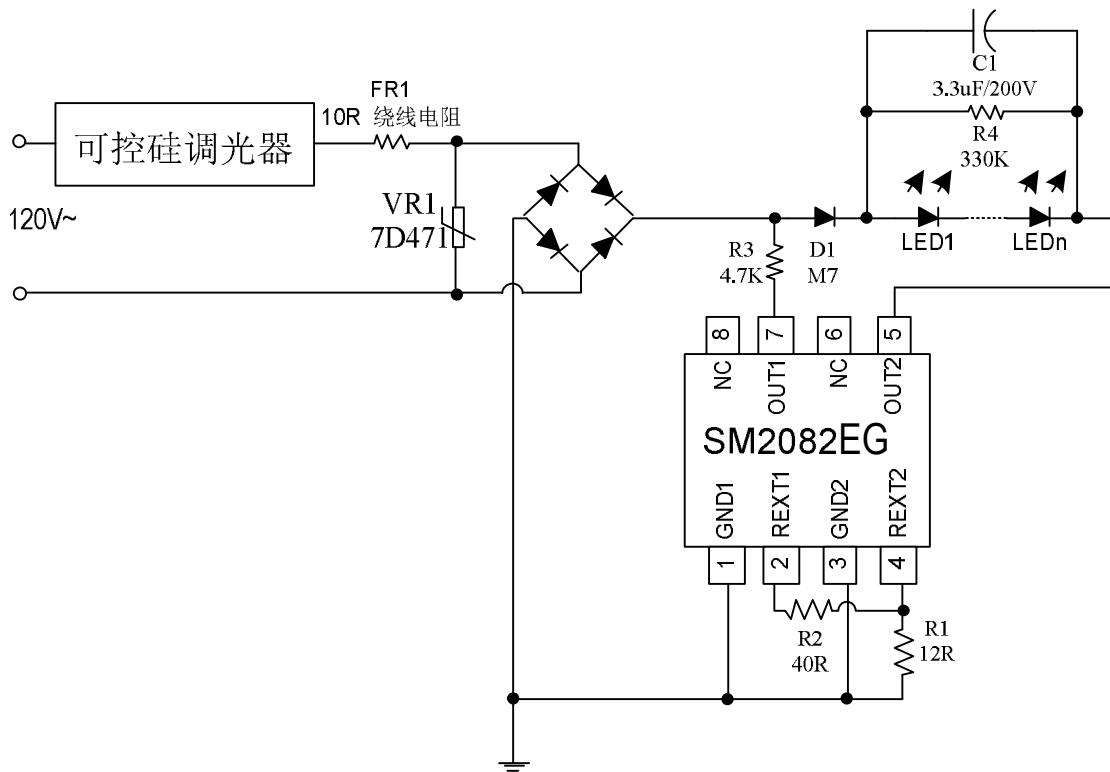 C1
3.3uF/200V
FR1
10R 绕线电阻
R4
330K
可控硅调光器
VR1
7D471
120V~
LED1
LEDn
R3
4.7K
D1
M7
8
7
6
5
NC
OUT1
NC
OUT2
SM2082EG
GND1
REXT1
GND2
REXT2
1
2
3
4
R2
40R
R1
12R